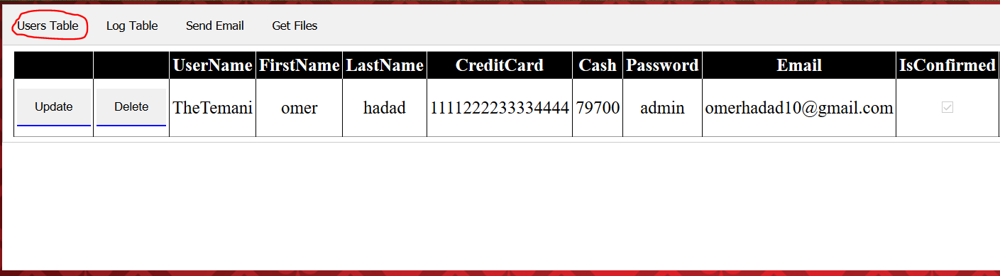 Users Table Log Table Send Email Get Files
UserName FirstName LastName CreditCard Cash Password Email IsConfirmed
Update Delete TheTemani omer hadad 1111222233334444 79700 admin omerhadad10@gmail.com